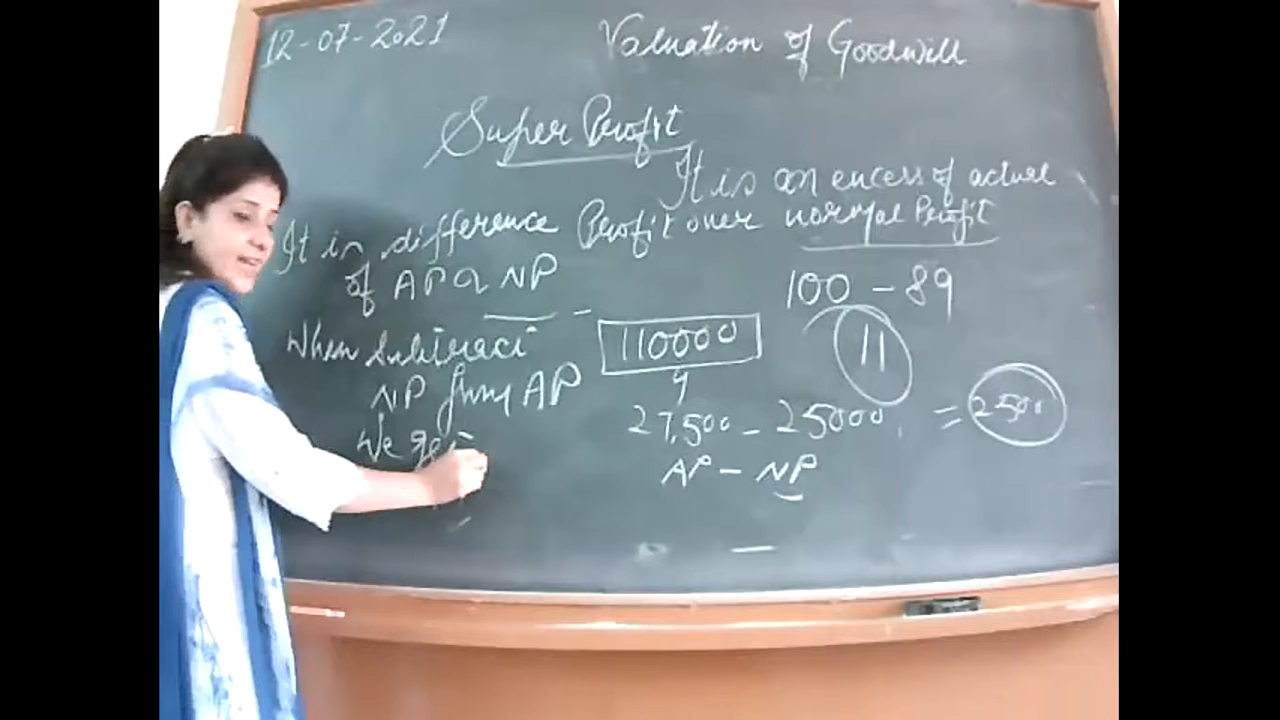 12-07-2021
Valuation of Goodwill
Super Profit
It is an excess of actual
Profit over normal Profit
It is difference
of AP & NP
100 - 89
11
When Subtract
NP from AP
We get
110000
4
27,500 - 25000 = 2500
AP - NP